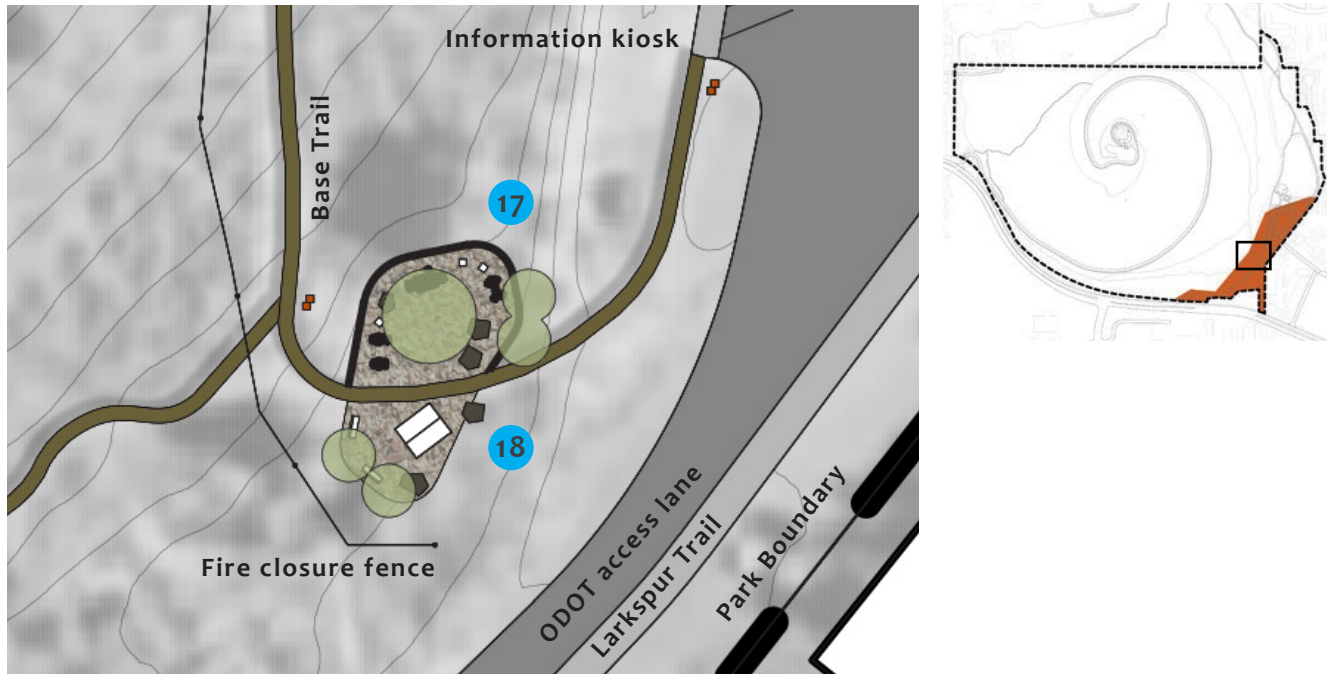 Information kiosk
Base Trail
17
18
Fire closure fence
ODOT access lane
Larkspur Trail
Park Boundary